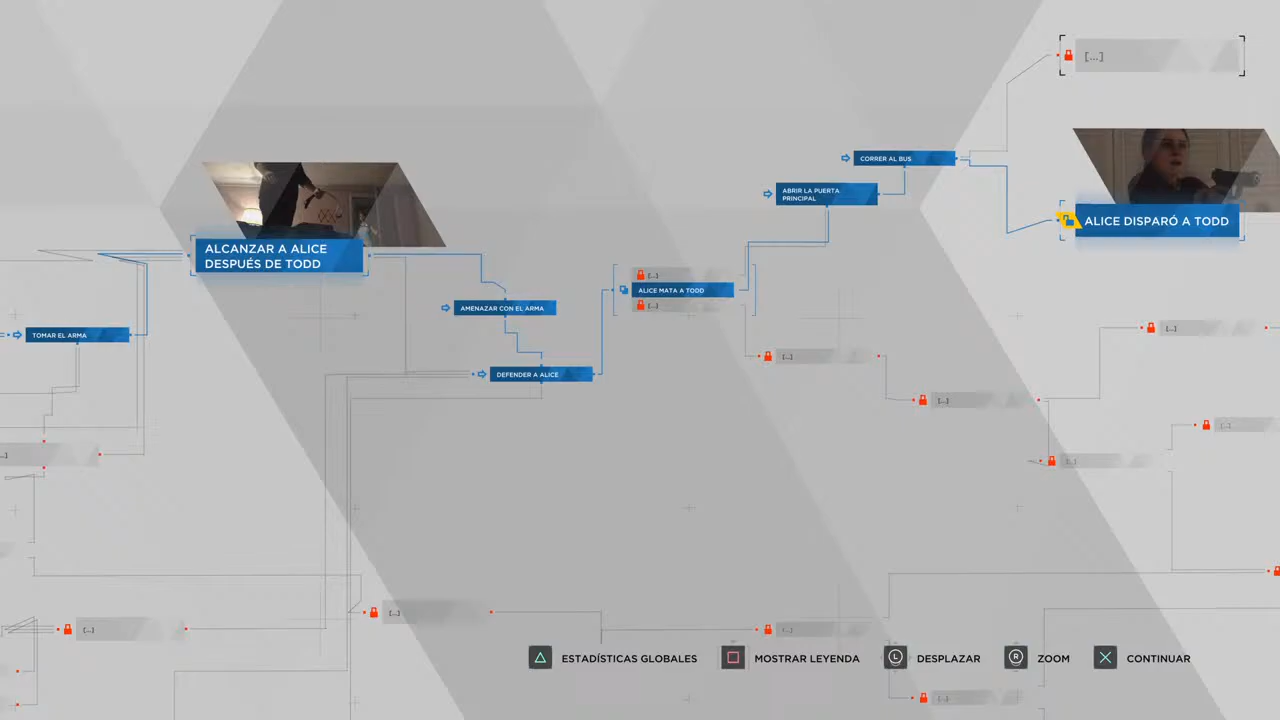 [...]
CORRER AL BUS
ABRIR LA PUERTA
PRINCIPAL
ALICE DISPARÓ A TODD
ALCANZAR A ALICE
DESPUÉS DE TODD
[...]
ALICE MATA A TODD
[...]
AMENAZAR CON EL ARMA
TOMAR EL ARMA
[...]
[...]
DEFENDER A ALICE
[...]
[...]
[...]
...]
[...]
[...]
[...]
ESTADÍSTICAS GLOBALES
MOSTRAR LEYENDA
L
DESPLAZAR
R
ZOOM
CONTINUAR
[...]